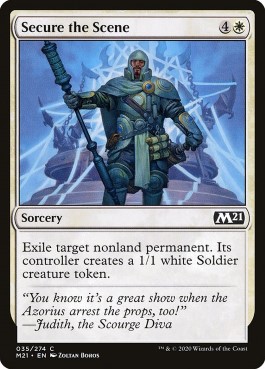 Secure the Scene 4
Sorcery M21
Exile target nonland permanent. Its
controller creates a 1/1 white Soldier
creature token.
“You know it’s a great show when the
Azorius arrest the props, too!”
—Judith, the Scourge Diva
035/274 C
M21 • EN ZOLTAN BOROS ™ & © 2020 Wizards of the Coast